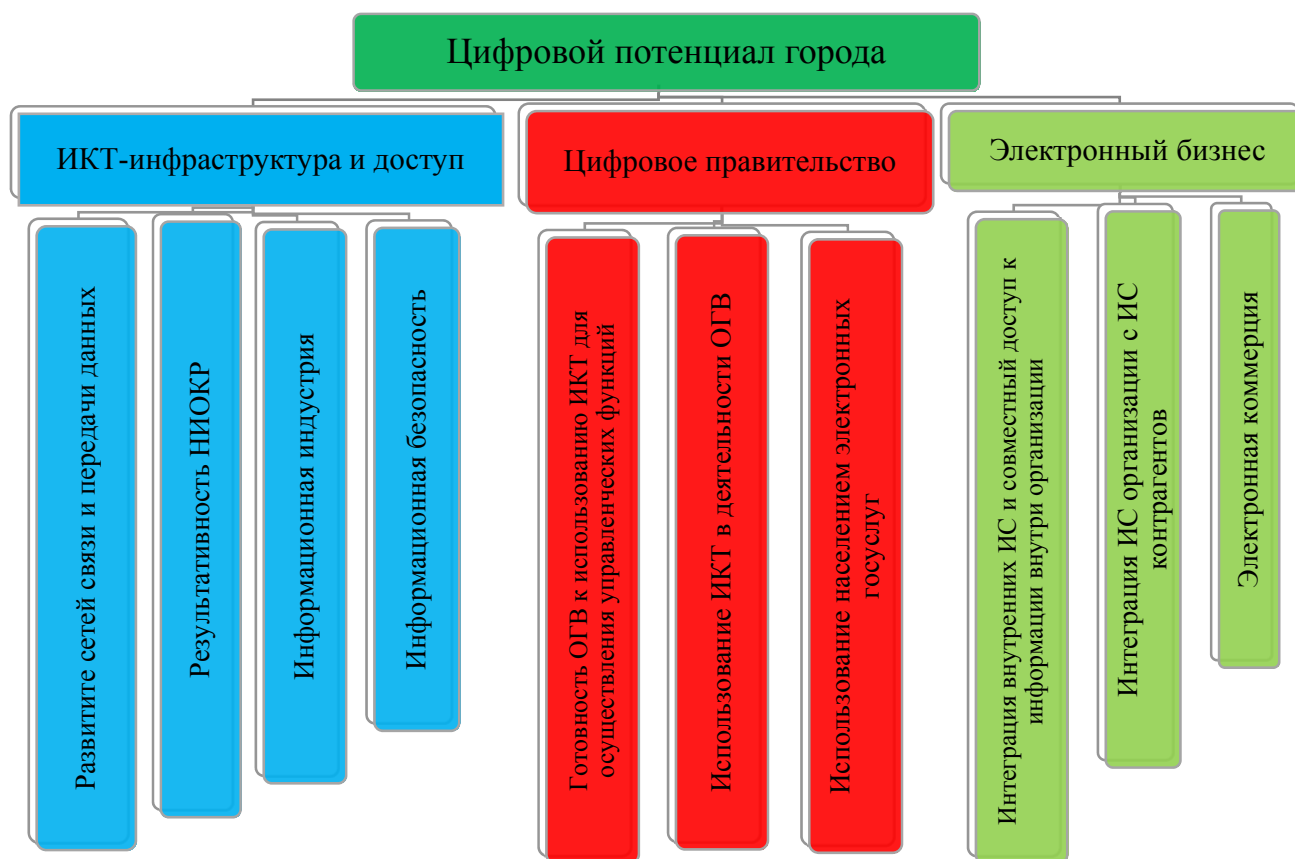 Цифровой потенциал города
ИКТ-инфраструктура и доступ
Цифровое правительство
Электронный бизнес
Развтите сетей связи и передачи данных
Результативность НИОКР
Информационная индустрия
Информационная безопасность
Готовность ОГВ к использованию ИКТ для
осуществления управленческих функций
Использование ИКТ в деятельности ОГВ
Использование населением электронных
госуслуг
Интеграция внутренних ИС и совместный доступ к
информации внутри организации
Интеграция ИС организации с ИС
контрагентов
Электронная коммерция